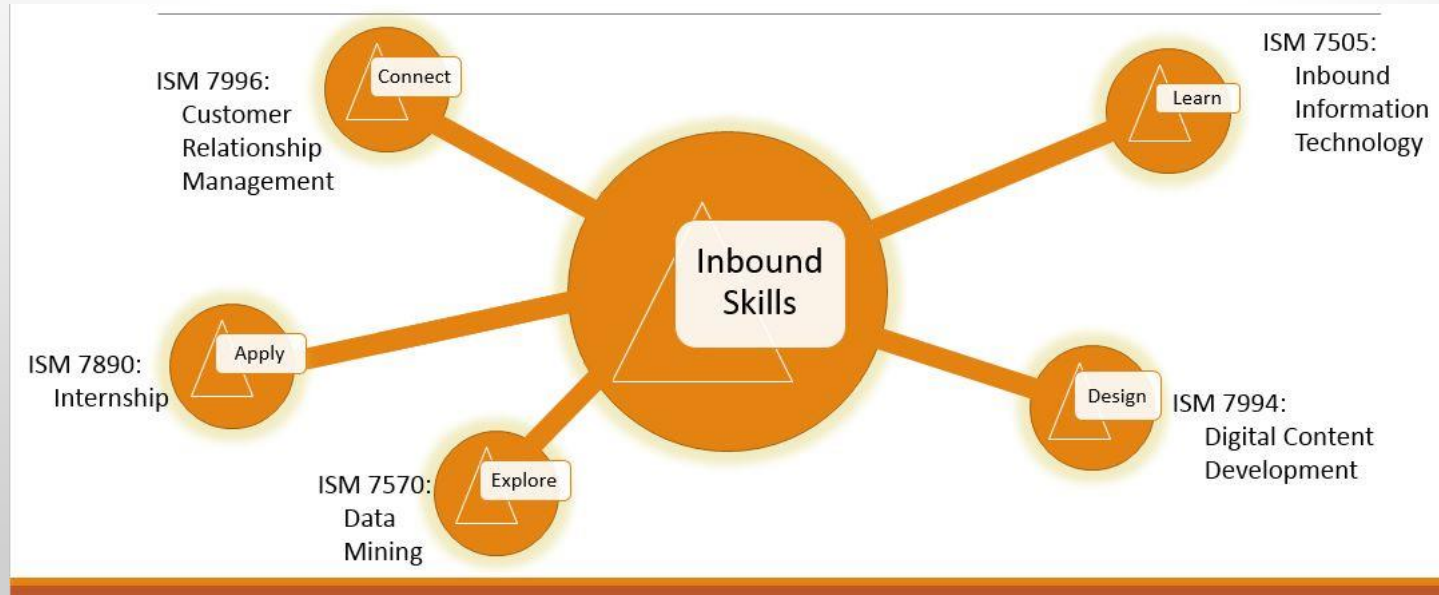 ISM 7996:
Customer
Relationship
Management
Connect
ISM 7505:
Inbound
Information
Technology
Learn
Inbound
Skills
ISM 7890:
Internship
Apply
ISM 7570:
Data
Mining
Explore
Design
ISM 7994:
Digital Content
Development